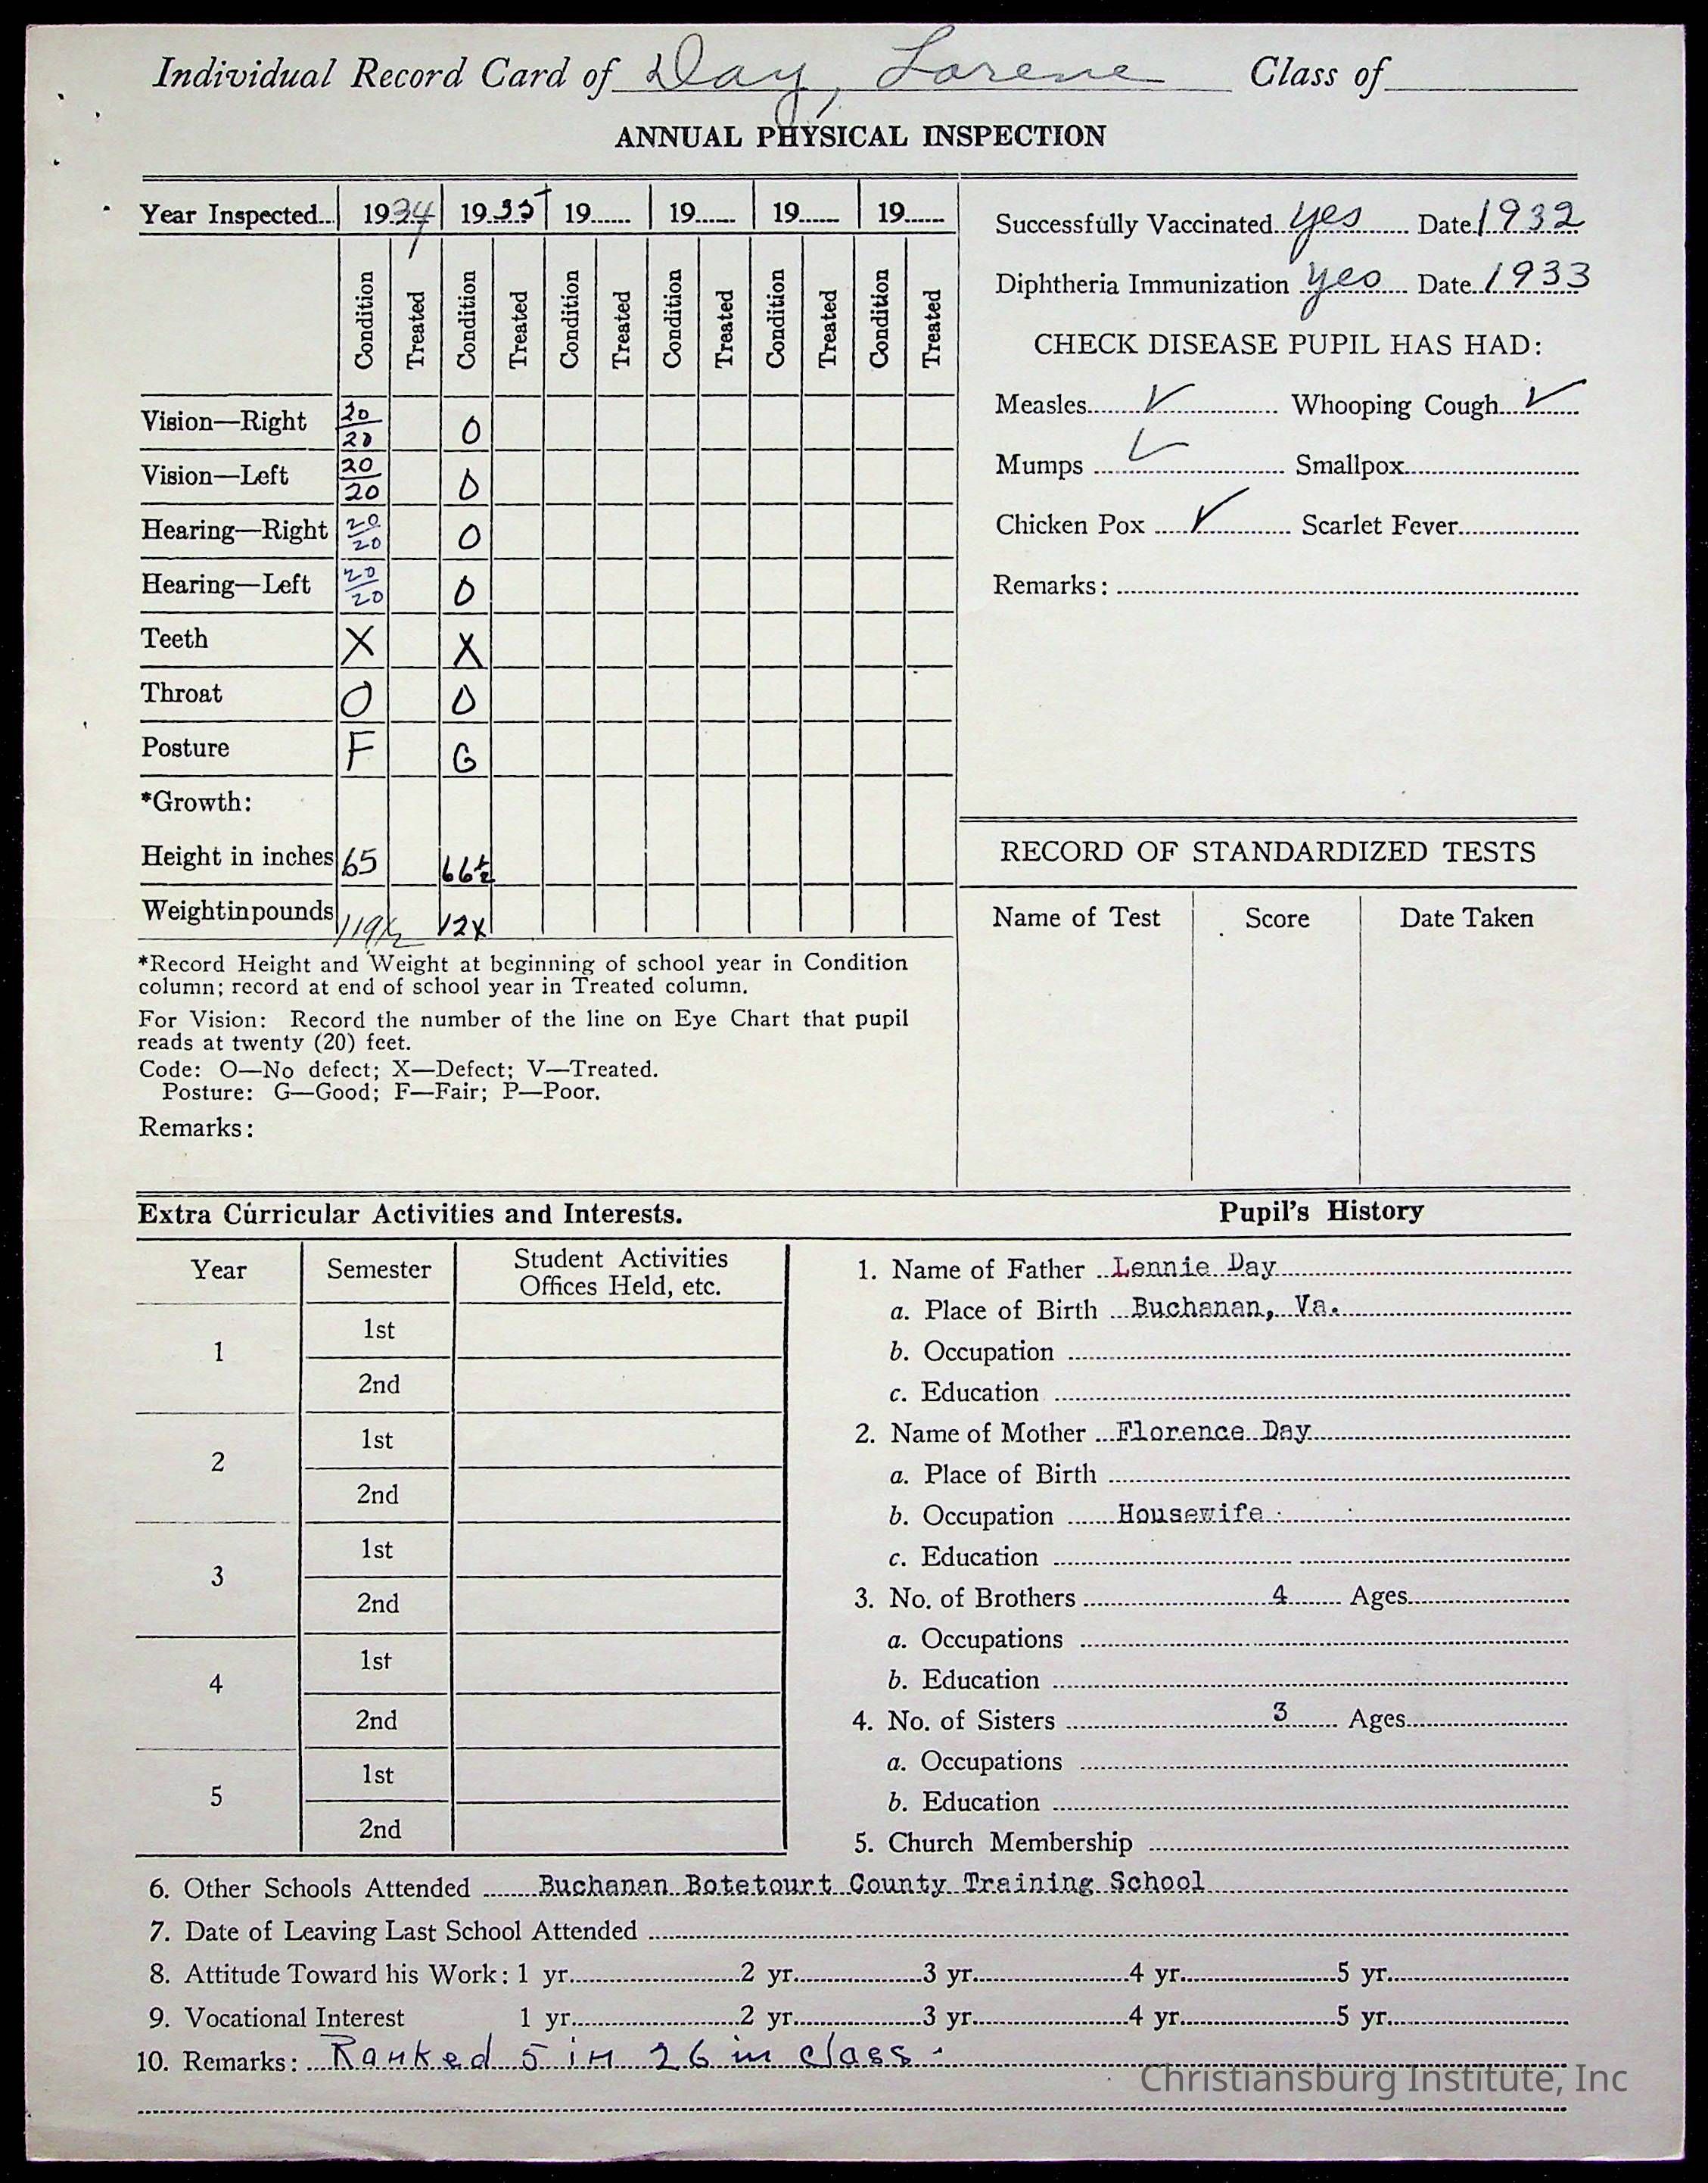 Individual Record Card of Day, Lorene Class of
ANNUAL PHYSICAL INSPECTION
Year Inspected... 1934 1935 19...... 19...... 19...... 19......
Condition Treated Condition Treated Condition Treated Condition Treated Condition Treated Condition Treated
Vision—Right 20/20 O
Vision—Left 20/20 O
Hearing—Right 20/20 O
Hearing—Left 20/20 O
Teeth X X
Throat O O
Posture F G
*Growth:
Height in inches 65 66½
Weight in pounds 119½
*Record Height and Weight at beginning of school year in Condition
column; record at end of school year in Treated column.
For Vision: Record the number of the line on Eye Chart that pupil
reads at twenty (20) feet.
Code: O—No defect; X—Defect; V—Treated.
Posture: G—Good; F—Fair; P—Poor.
Remarks:
Successfully Vaccinated yes Date 1932
Diphtheria Immunization yes Date 1933
CHECK DISEASE PUPIL HAS HAD:
Measles ✓ Whooping Cough ✓
Mumps ✓ Smallpox
Chicken Pox ✓ Scarlet Fever
Remarks:
RECORD OF STANDARDIZED TESTS
Name of Test Score Date Taken
Extra Curricular Activities and Interests.
Year Semester Student Activities
Offices Held, etc.
1 1st
2nd
2 1st
2nd
3 1st
2nd
4 1st
2nd
5 1st
2nd
Pupil's History
1. Name of Father Lennie Day
a. Place of Birth Buchanan, Va.
b. Occupation
c. Education
2. Name of Mother Florence Day
a. Place of Birth
b. Occupation Housewife
c. Education
3. No. of Brothers 4 Ages
a. Occupations
b. Education
4. No. of Sisters 3 Ages
a. Occupations
b. Education
5. Church Membership
6. Other Schools Attended Buchanan Botetourt County Training School
7. Date of Leaving Last School Attended
8. Attitude Toward his Work: 1 yr. 2 yr. 3 yr. 4 yr. 5 yr.
9. Vocational Interest 1 yr. 2 yr. 3 yr. 4 yr. 5 yr.
10. Remarks: Ranked 5 in 26 in class.
Christiansburg Institute, Inc